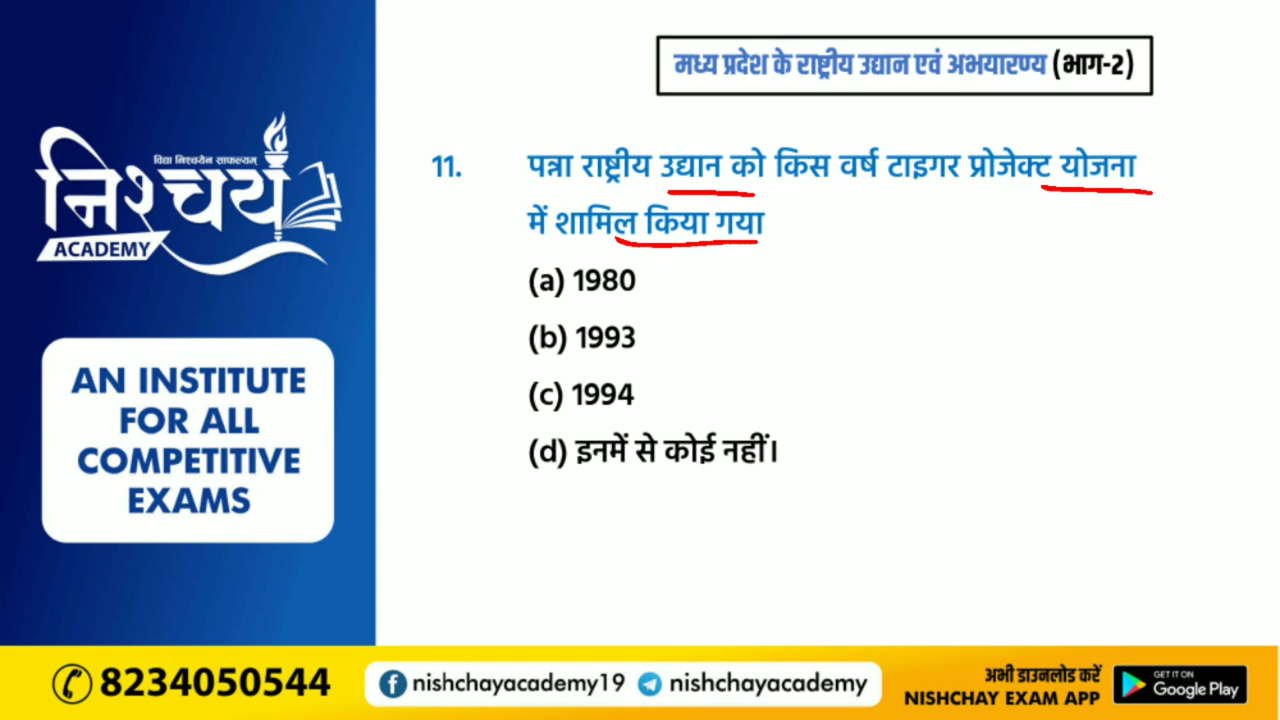 विद्या निश्चयेन साफल्यम्
निश्चय
ACADEMY
AN INSTITUTE
FOR ALL
COMPETITIVE
EXAMS
मध्य प्रदेश के राष्ट्रीय उद्यान एवं अभयारण्य (भाग-2)
11. पन्ना राष्ट्रीय उद्यान को किस वर्ष टाइगर प्रोजेक्ट योजना
में शामिल किया गया
(a) 1980
(b) 1993
(c) 1994
(d) इनमें से कोई नहीं।
8234050544
nishchayacademy19 nishchayacademy
अभी डाउनलोड करें
NISHCHAY EXAM APP
GET IT ON
Google Play